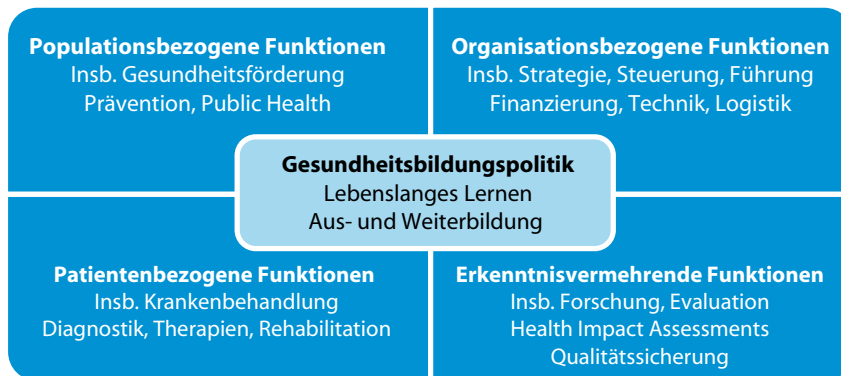 Populationsbezogene Funktionen
Insb. Gesundheitsförderung
Prävention, Public Health
Organisationsbezogene Funktionen
Insb. Strategie, Steuerung, Führung
Finanzierung, Technik, Logistik
Gesundheitsbildungspolitik
Lebenslanges Lernen
Aus- und Weiterbildung
Patientenbezogene Funktionen
Insb. Krankenbehandlung
Diagnostik, Therapien, Rehabilitation
Erkenntnisvermehrende Funktionen
Insb. Forschung, Evaluation
Health Impact Assessments
Qualitätssicherung